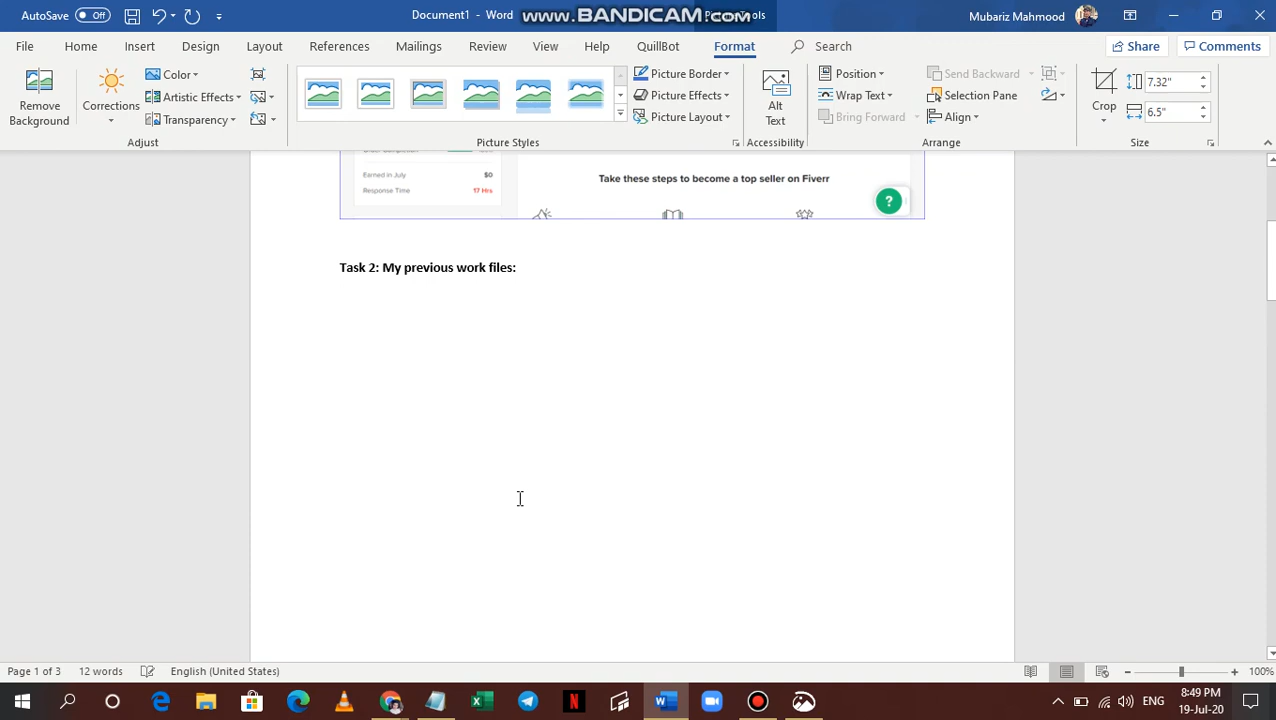 AutoSave Off Document1 - Word www.BANDICAM.com Mubariz Mahmood
File Home Insert Design Layout References Mailings Review View Help QuillBot Format Search Share Comments
Remove Background
Corrections
Color
Artistic Effects
Transparency
Adjust
Picture Styles
Picture Border
Picture Effects
Picture Layout
Alt Text
Accessibility
Position
Wrap Text
Bring Forward
Send Backward
Selection Pane
Align
Arrange
Crop
7.32"
6.5"
Size
Earned in July $0
Response Time 17 Hrs
Take these steps to become a top seller on Fiverr
?
Task 2: My previous work files:
Page 1 of 3 12 words English (United States) 100%
ENG 8:49 PM
19-Jul-20